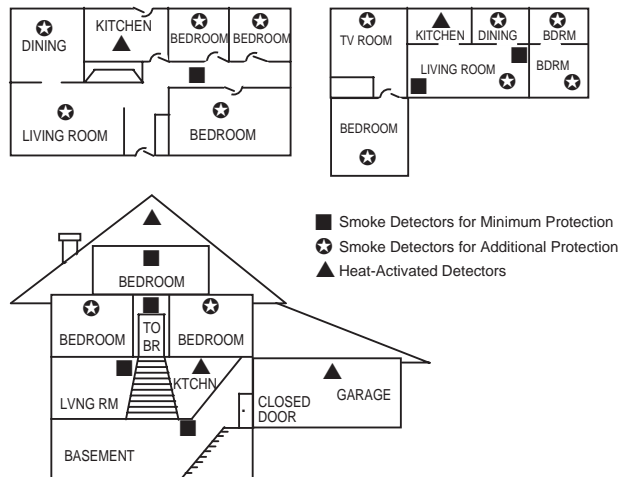 DINING
KITCHEN
BEDROOM
BEDROOM
LIVING ROOM
BEDROOM
TV ROOM
KITCHEN
DINING
BDRM
LIVING ROOM
BDRM
BEDROOM
Smoke Detectors for Minimum Protection
Smoke Detectors for Additional Protection
Heat-Activated Detectors
BEDROOM
BEDROOM
TO
BR
BEDROOM
LVNG RM
KTCHN
CLOSED
DOOR
GARAGE
BASEMENT